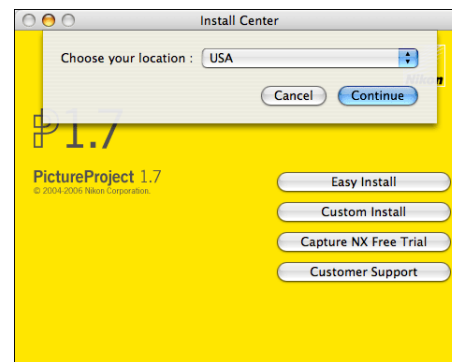 Install Center
Choose your location : USA
Cancel Continue
Nikon
P1.7
PictureProject 1.7
© 2004-2006 Nikon Corporation.
Easy Install
Custom Install
Capture NX Free Trial
Customer Support